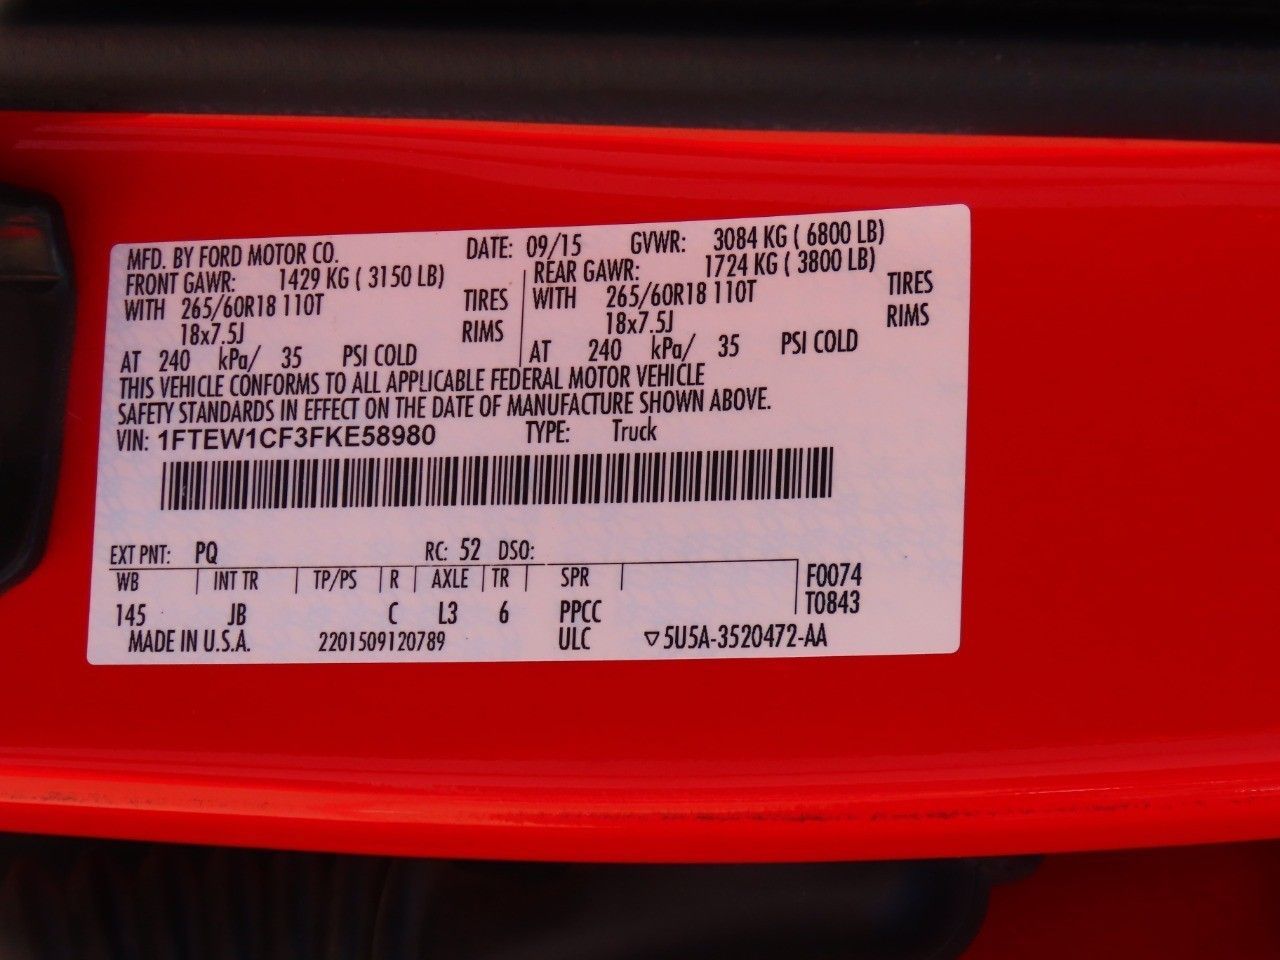 MFD. BY FORD MOTOR CO. DATE: 09/15 GVWR: 3084 KG ( 6800 LB)
FRONT GAWR: 1429 KG ( 3150 LB) REAR GAWR: 1724 KG ( 3800 LB)
WITH 265/60R18 110T TIRES WITH 265/60R18 110T TIRES
18x7.5J RIMS 18x7.5J RIMS
AT 240 kPa/ 35 PSI COLD AT 240 kPa/ 35 PSI COLD
THIS VEHICLE CONFORMS TO ALL APPLICABLE FEDERAL MOTOR VEHICLE
SAFETY STANDARDS IN EFFECT ON THE DATE OF MANUFACTURE SHOWN ABOVE.
VIN: 1FTEW1CF3FKE58980 TYPE: Truck
EXT PNT: PQ RC: 52 DSO:
WB INT TR TP/PS R AXLE TR SPR F0074
145 JB C L3 6 PPCC T0843
MADE IN U.S.A. 2201509120789 ULC ▽5U5A-3520472-AA